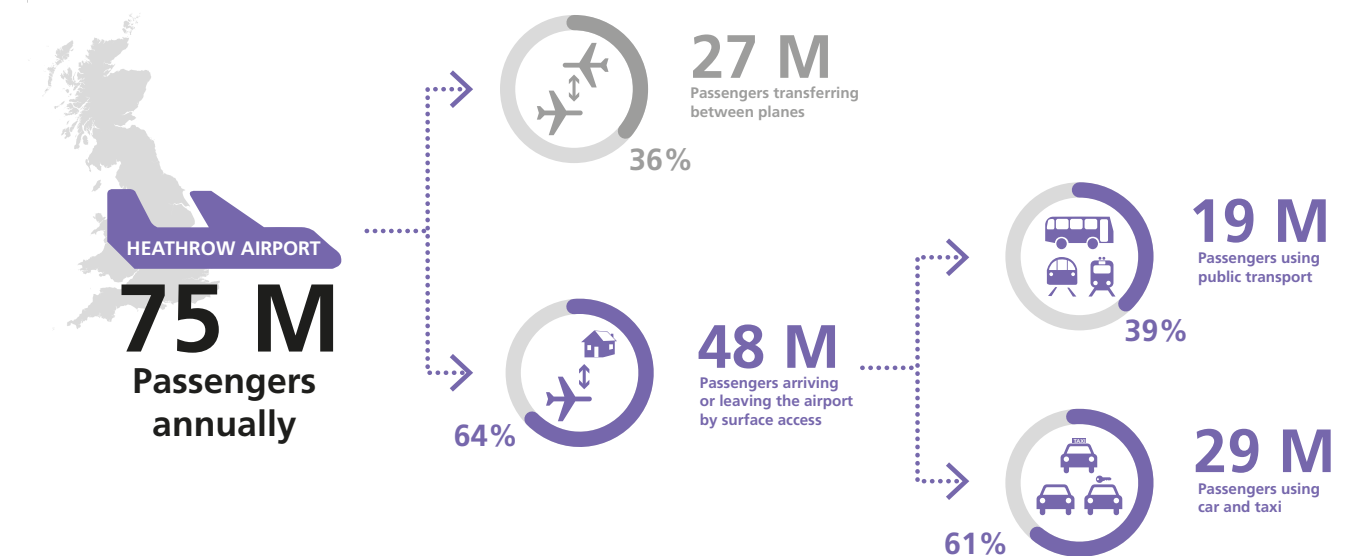 HEATHROW AIRPORT
75 M
Passengers
annually
27 M
Passengers transferring
between planes
36%
48 M
Passengers arriving
or leaving the airport
by surface access
64%
19 M
Passengers using
public transport
39%
TAXI
29 M
Passengers using
car and taxi
61%